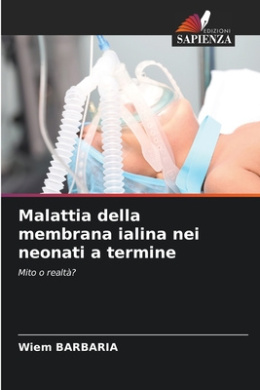 EDIZIONI
SAPIENZA
Malattia della
membrana ialina nei
neonati a termine
Mito o realtà?
Wiem BARBARIA